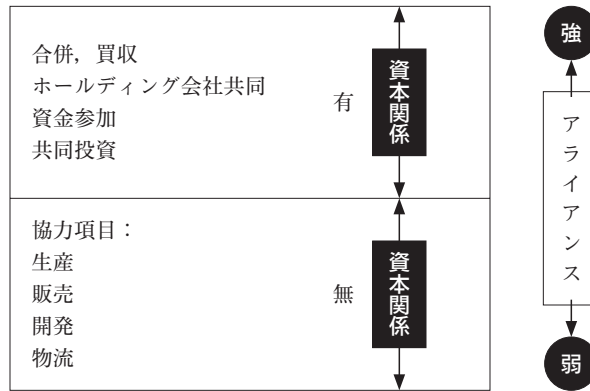 合併，買収
ホールディング会社共同
資金参加
共同投資
有
資本関係
協力項目：
生産
販売
開発
物流
無
資本関係
強
アライアンス
弱